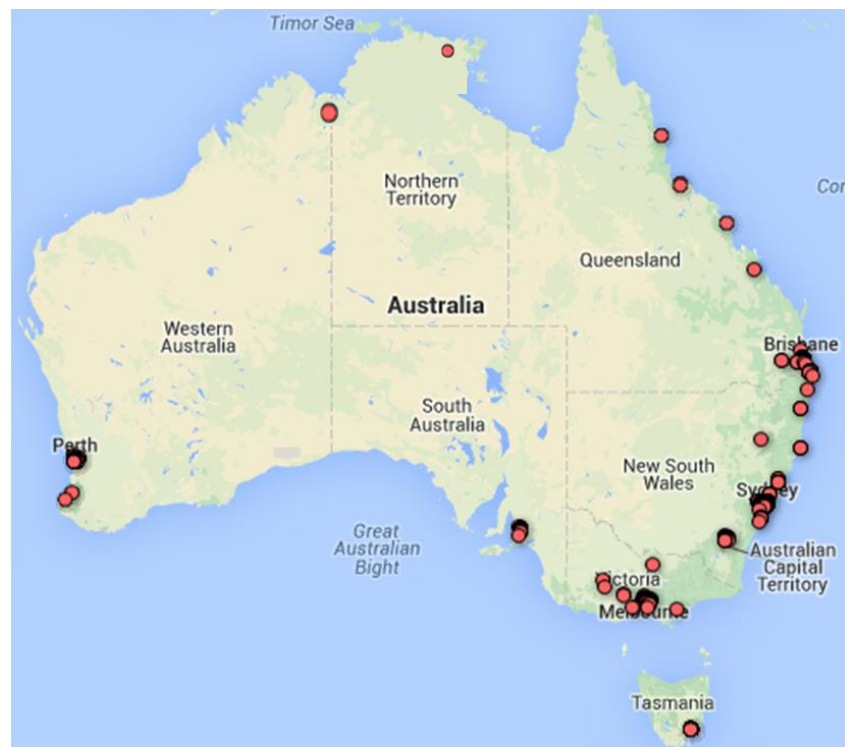 Timor Sea
Northern
Territory
Cor
Queensland
Australia
Western
Australia
Brisbane
South
Australia
Perth
New South
Wales
Sydney
Great
Australian
Bight
Australian
Capital
Territory
Victoria
Melbourne
Tasmania